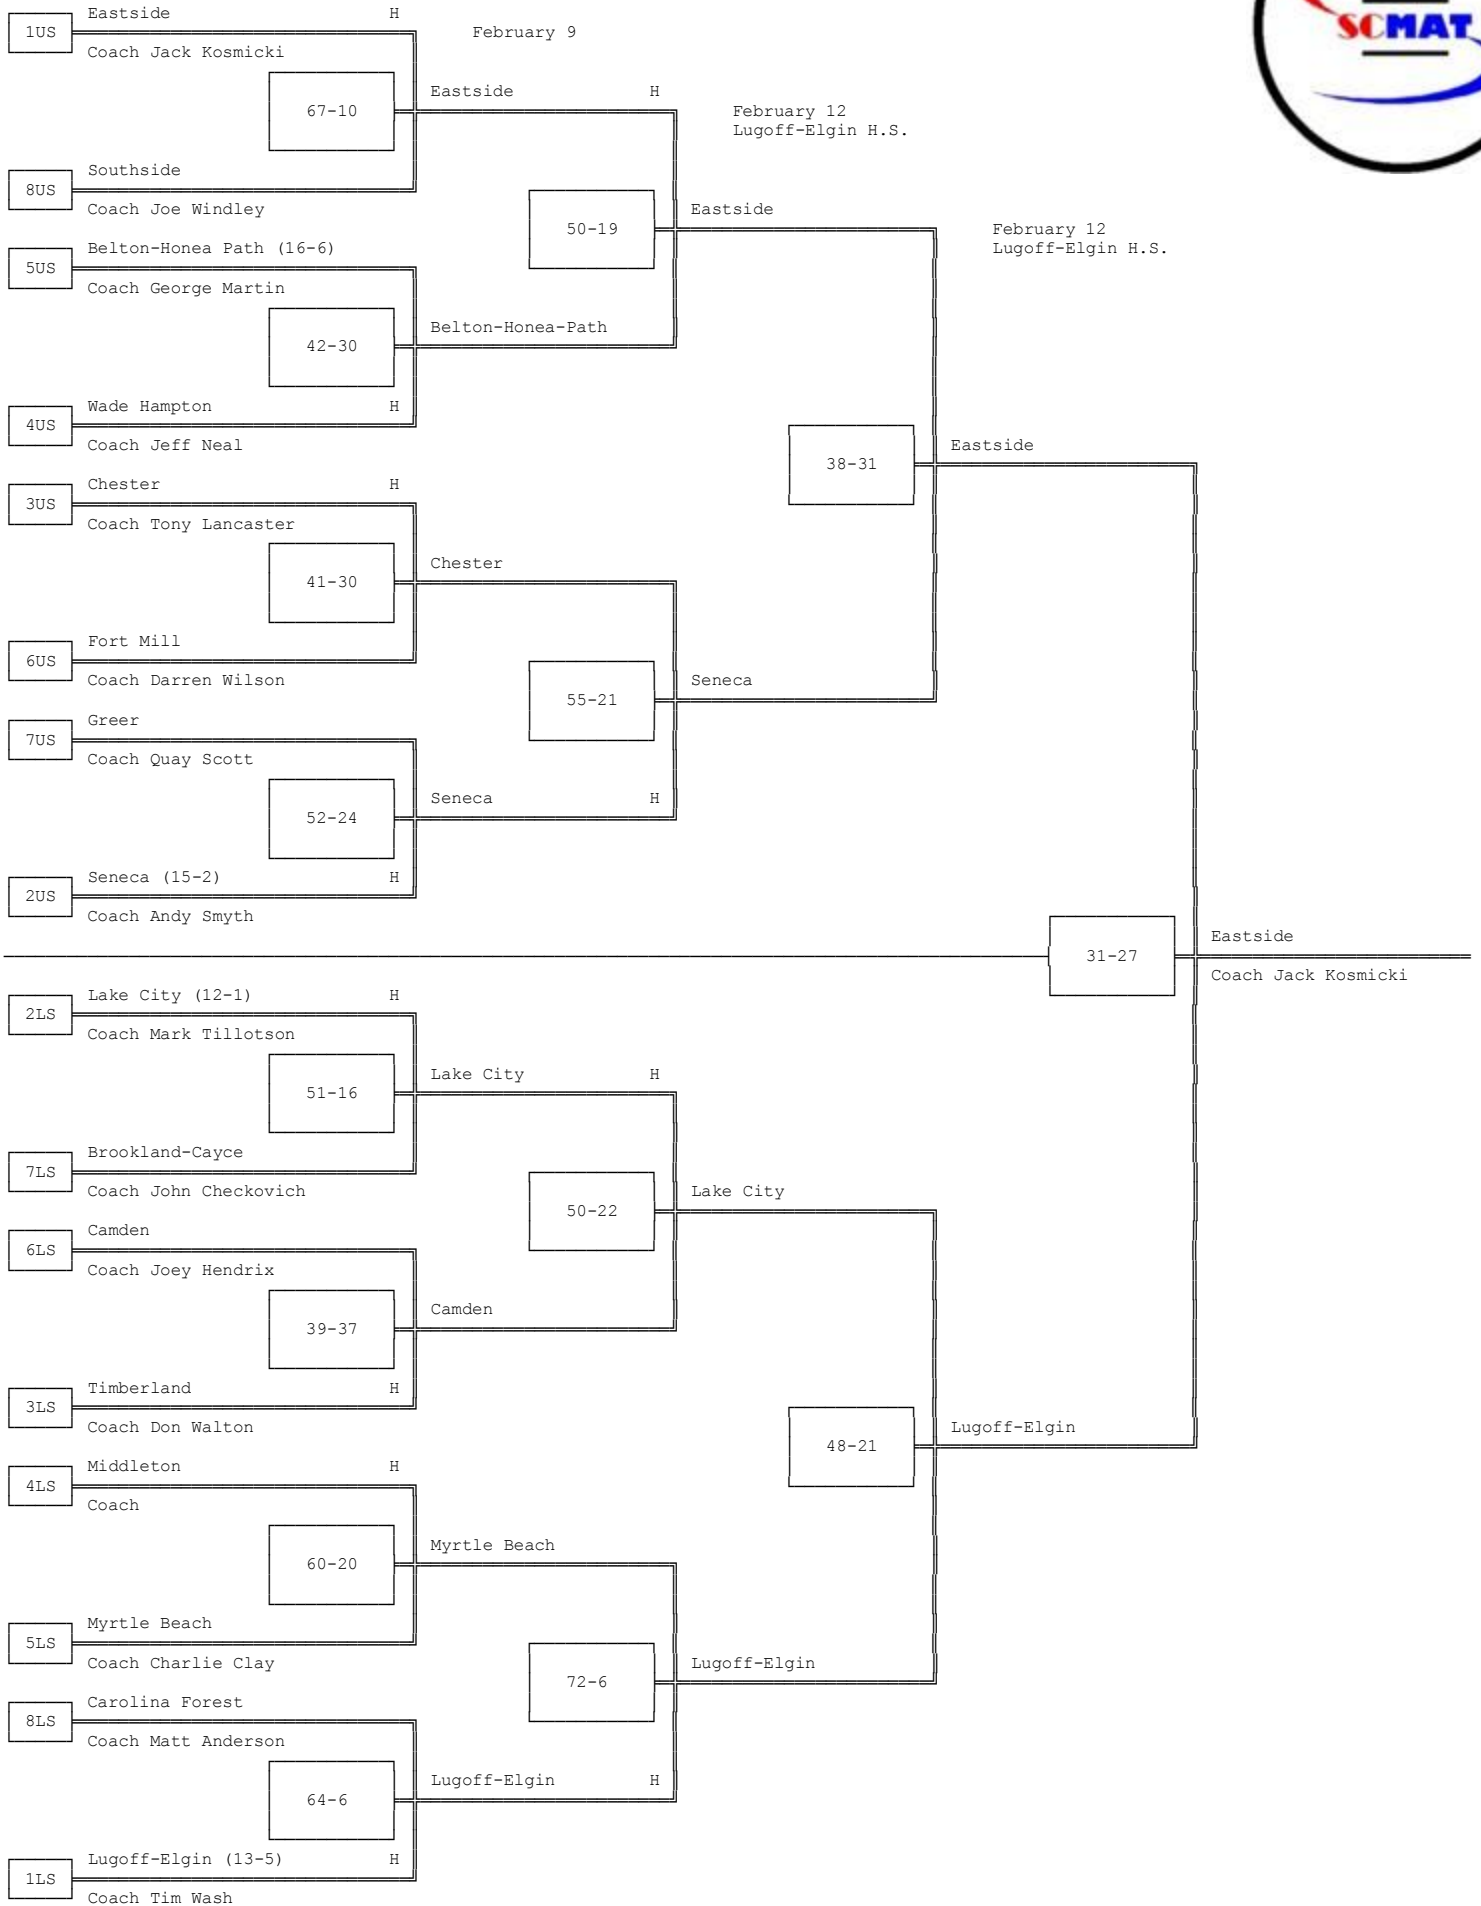 Eastside H
1US
Coach Jack Kosmicki
February 9
SCMAT
67-10
Eastside H
February 12
Lugoff-Elgin H.S.
Southside
8US
Coach Joe Windley
50-19
Eastside
February 12
Lugoff-Elgin H.S.
Belton-Honea Path (16-6)
5US
Coach George Martin
42-30
Belton-Honea-Path
Wade Hampton H
4US
Coach Jeff Neal
38-31
Eastside
Chester H
3US
Coach Tony Lancaster
41-30
Chester
Fort Mill
6US
Coach Darren Wilson
55-21
Seneca
Greer
7US
Coach Quay Scott
52-24
Seneca H
Seneca (15-2) H
2US
Coach Andy Smyth
31-27
Eastside
Coach Jack Kosmicki
Lake City (12-1) H
2LS
Coach Mark Tillotson
51-16
Lake City H
Brookland-Cayce
7LS
Coach John Checkovich
50-22
Lake City
Camden
6LS
Coach Joey Hendrix
39-37
Camden
Timberland H
3LS
Coach Don Walton
48-21
Lugoff-Elgin
Middleton H
4LS
Coach
60-20
Myrtle Beach
Myrtle Beach
5LS
Coach Charlie Clay
72-6
Lugoff-Elgin
Carolina Forest
8LS
Coach Matt Anderson
64-6
Lugoff-Elgin H
Lugoff-Elgin (13-5) H
1LS
Coach Tim Wash